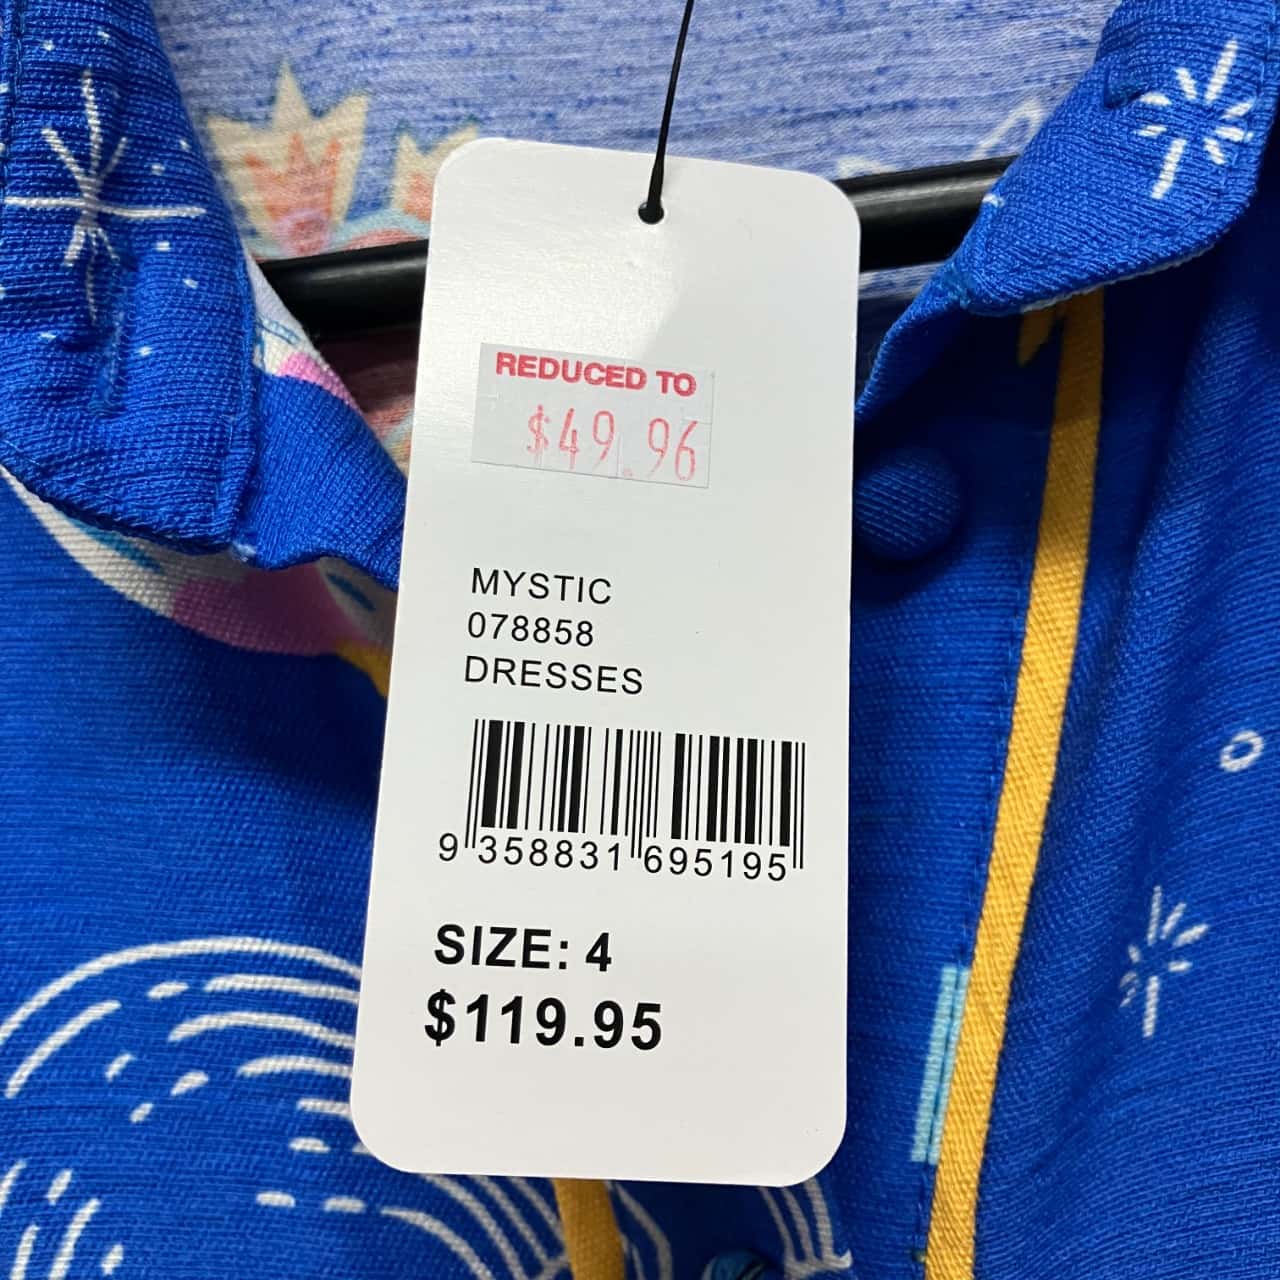 REDUCED TO
$49.96
MYSTIC
078858
DRESSES
9 358831 695195
SIZE: 4
$119.95